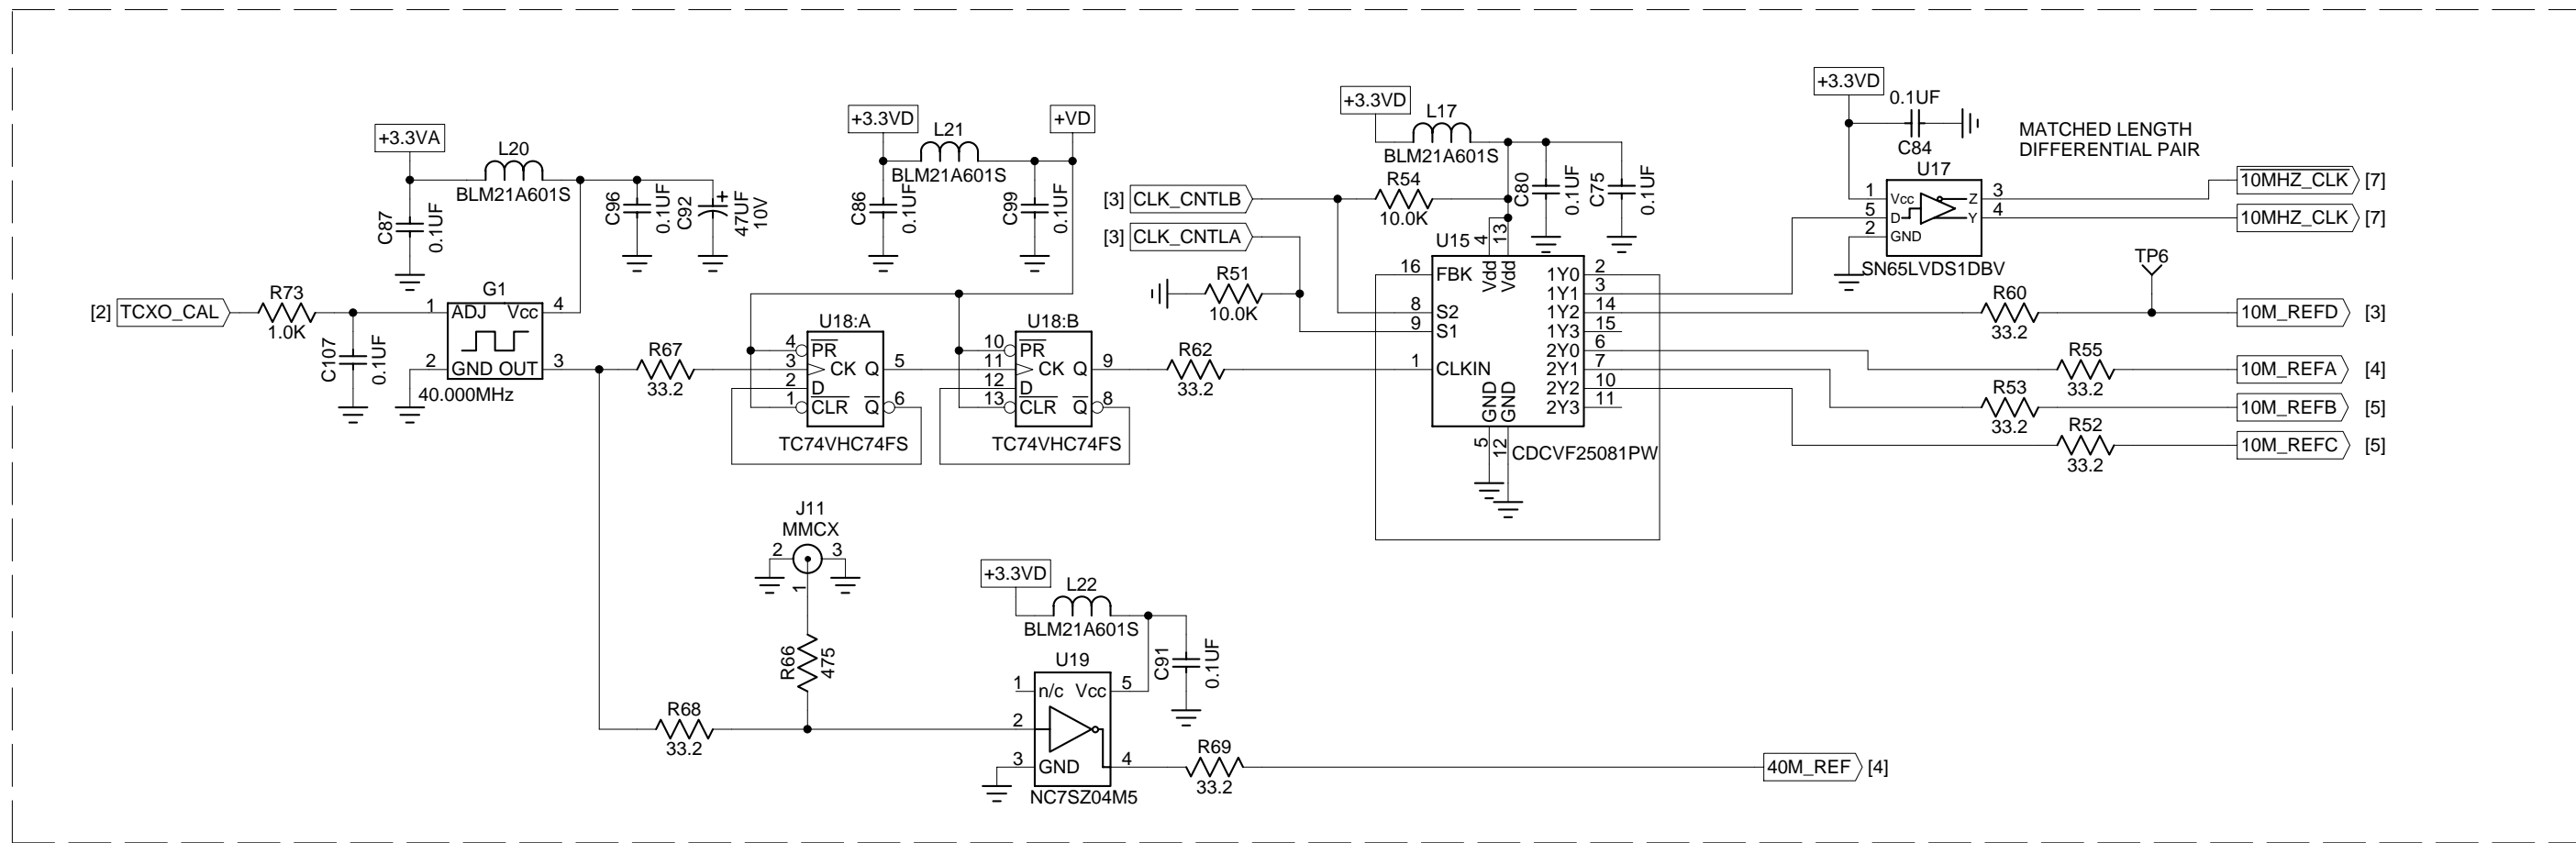 +3.3VA
L20
BLM21A601S
C87
0.1UF
C96
0.1UF
C92
+
47UF
10V
[2] TCXO_CAL
R73
1.0K
C107
0.1UF
G1
1 ADJ Vcc 4
2 GND OUT 3
40.000MHz
+3.3VD
L21
BLM21A601S
+VD
C86
0.1UF
C99
0.1UF
R67
33.2
U18:A
4 PR
3 CK Q 5
2 D
1 CLR Q 6
TC74VHC74FS
U18:B
10 PR
11 CK Q 9
12 D
13 CLR Q 8
TC74VHC74FS
R62
33.2
[3] CLK_CNTLB
[3] CLK_CNTLA
R51
10.0K
+3.3VD
L17
BLM21A601S
R54
10.0K
C80
0.1UF
C75
0.1UF
U15
4 Vdd
13 Vdd
16 FBK
8 S2
9 S1
1 CLKIN
1Y0 2
1Y1 3
1Y2 14
1Y3 15
2Y0 6
2Y1 7
2Y2 10
2Y3 11
GND 5
GND 12
CDCVF25081PW
+3.3VD
0.1UF
C84
MATCHED LENGTH
DIFFERENTIAL PAIR
U17
1 Vcc Z 3
5 D Y 4
2 GND
SN65LVDS1DBV
10MHZ_CLK [7]
10MHZ_CLK [7]
TP6
R60
33.2
10M_REFD [3]
R55
33.2
10M_REFA [4]
R53
33.2
10M_REFB [5]
R52
33.2
10M_REFC [5]
J11
MMCX
2 3
1
R66
475
R68
33.2
+3.3VD
L22
BLM21A601S
C91
0.1UF
U19
1 n/c Vcc 5
2
3 GND 4
NC7SZ04M5
R69
33.2
40M_REF [4]